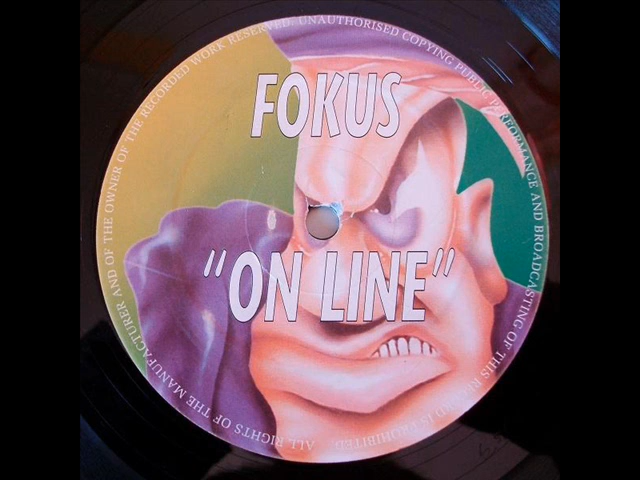 FOKUS
"ON LINE"
ALL RIGHTS OF THE MANUFACTURER AND OF THE OWNER OF THE RECORDED WORK RESERVED. UNAUTHORISED COPYING PUBLIC PERFORMANCE AND BROADCASTING OF THIS IS PROHIBITED